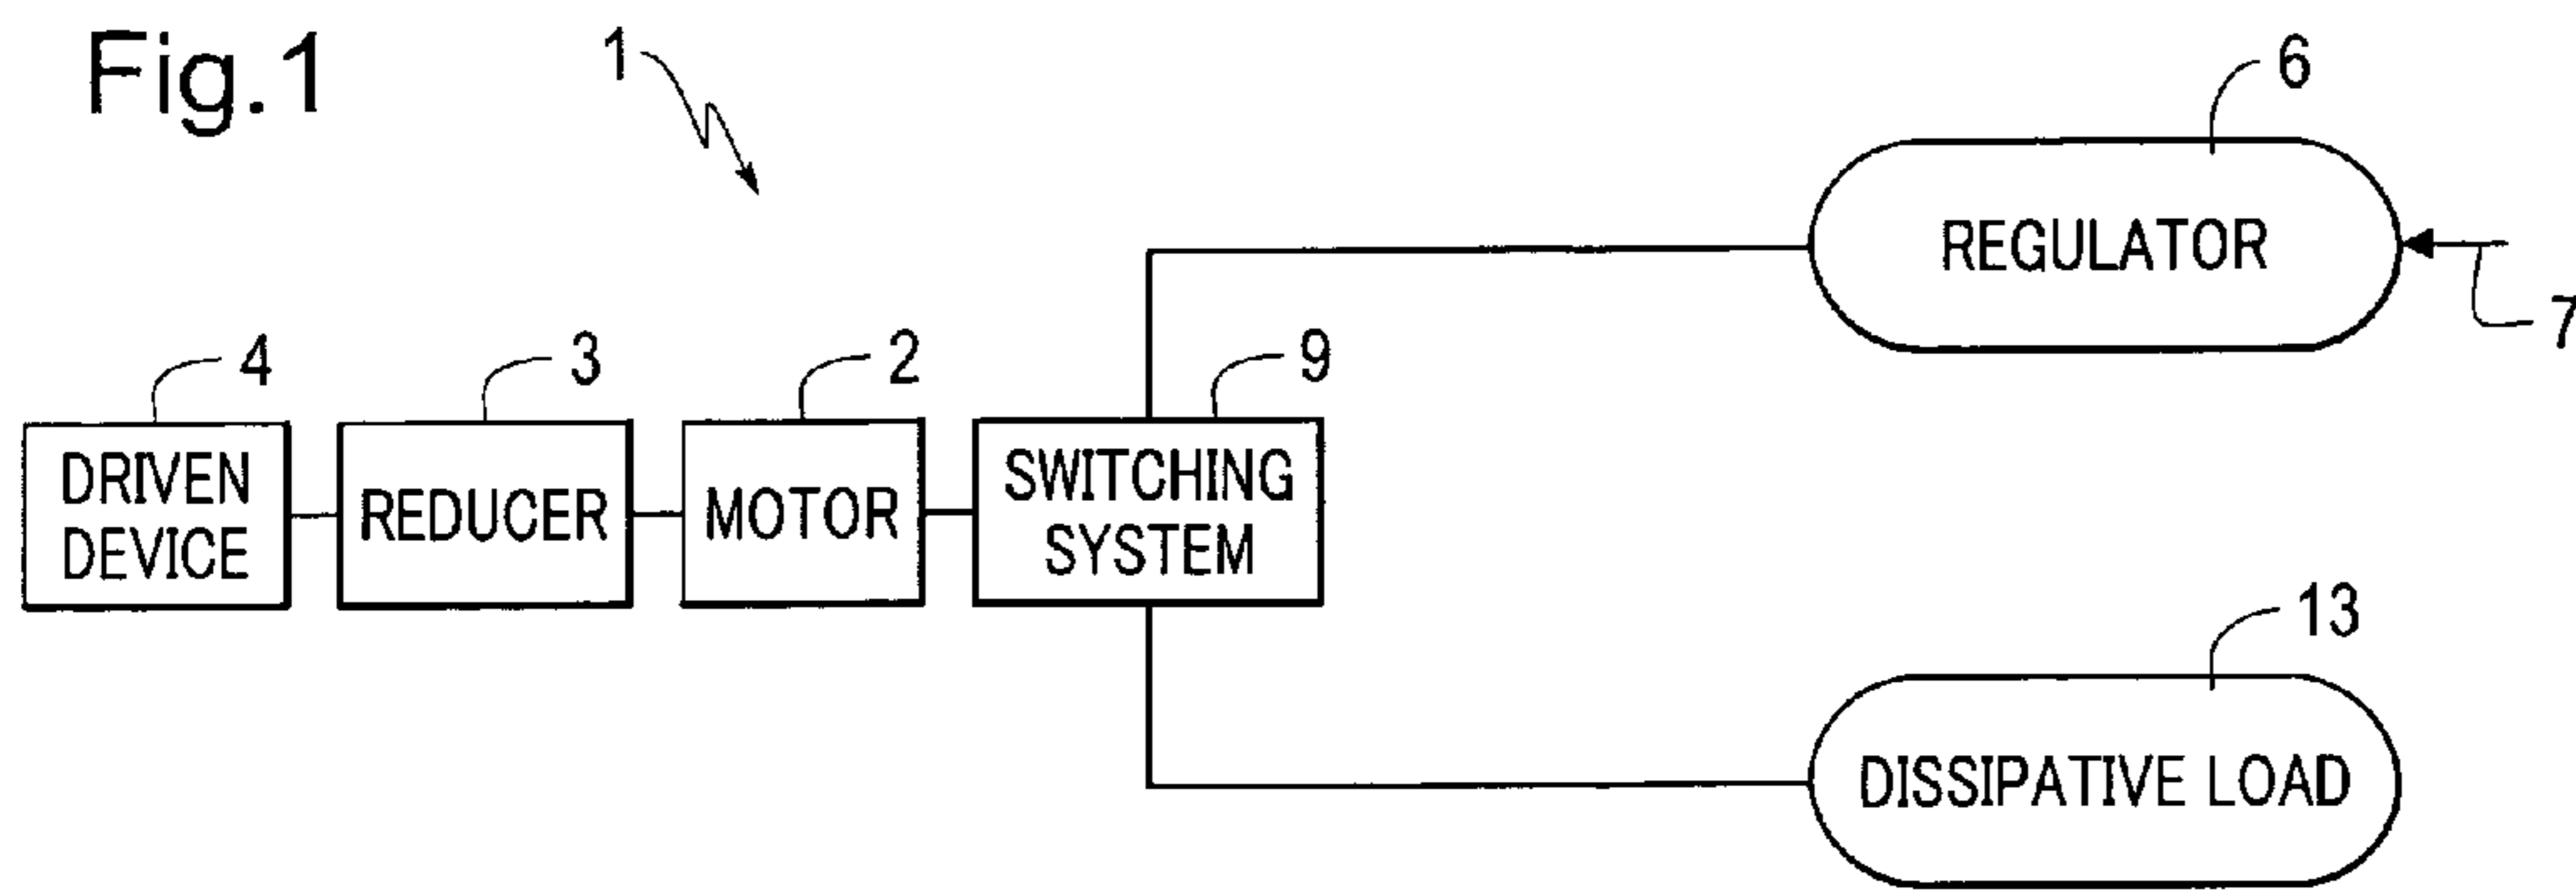 Fig.1
1
6
REGULATOR
7
4
3
2
9
DRIVEN
DEVICE
REDUCER
MOTOR
SWITCHING
SYSTEM
13
DISSIPATIVE LOAD